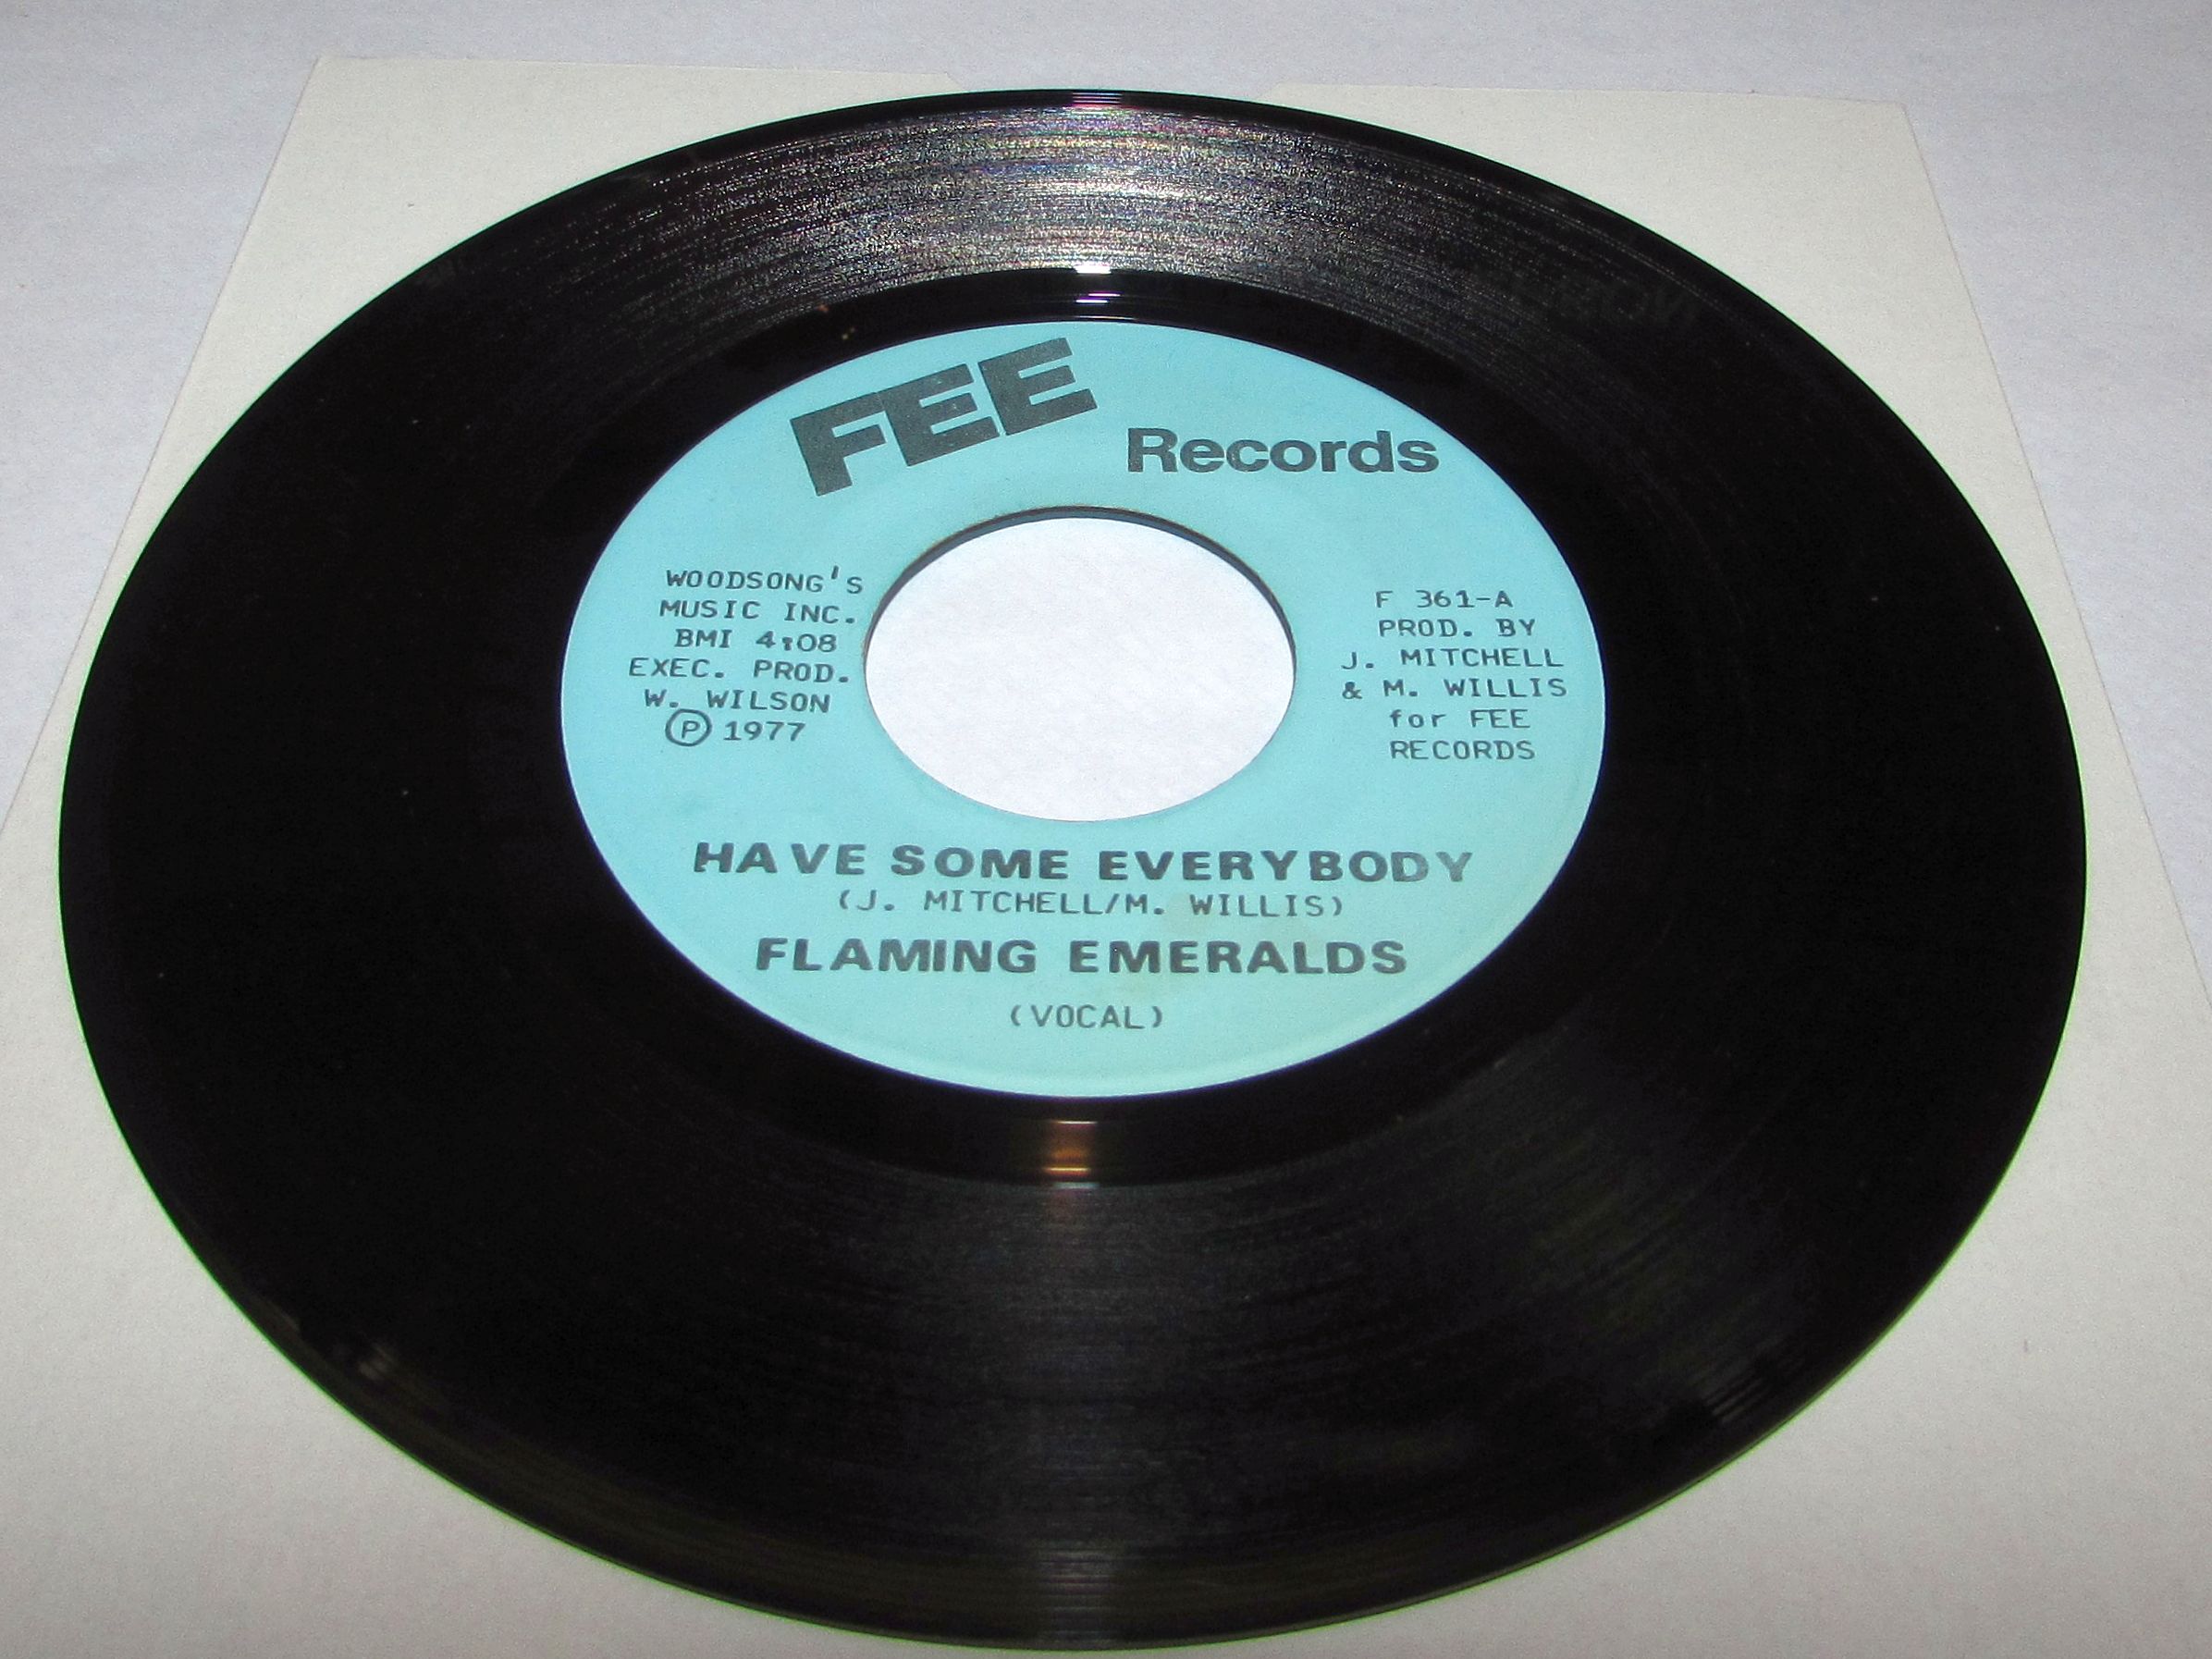 FEE
Records
WOODSONG'S
MUSIC INC.
BMI 4:08
EXEC. PROD.
W. WILSON
Ⓟ 1977
F 361-A
PROD. BY
J. MITCHELL
& M. WILLIS
for FEE
RECORDS
HAVE SOME EVERYBODY
(J. MITCHELL/M. WILLIS)
FLAMING EMERALDS
(VOCAL)